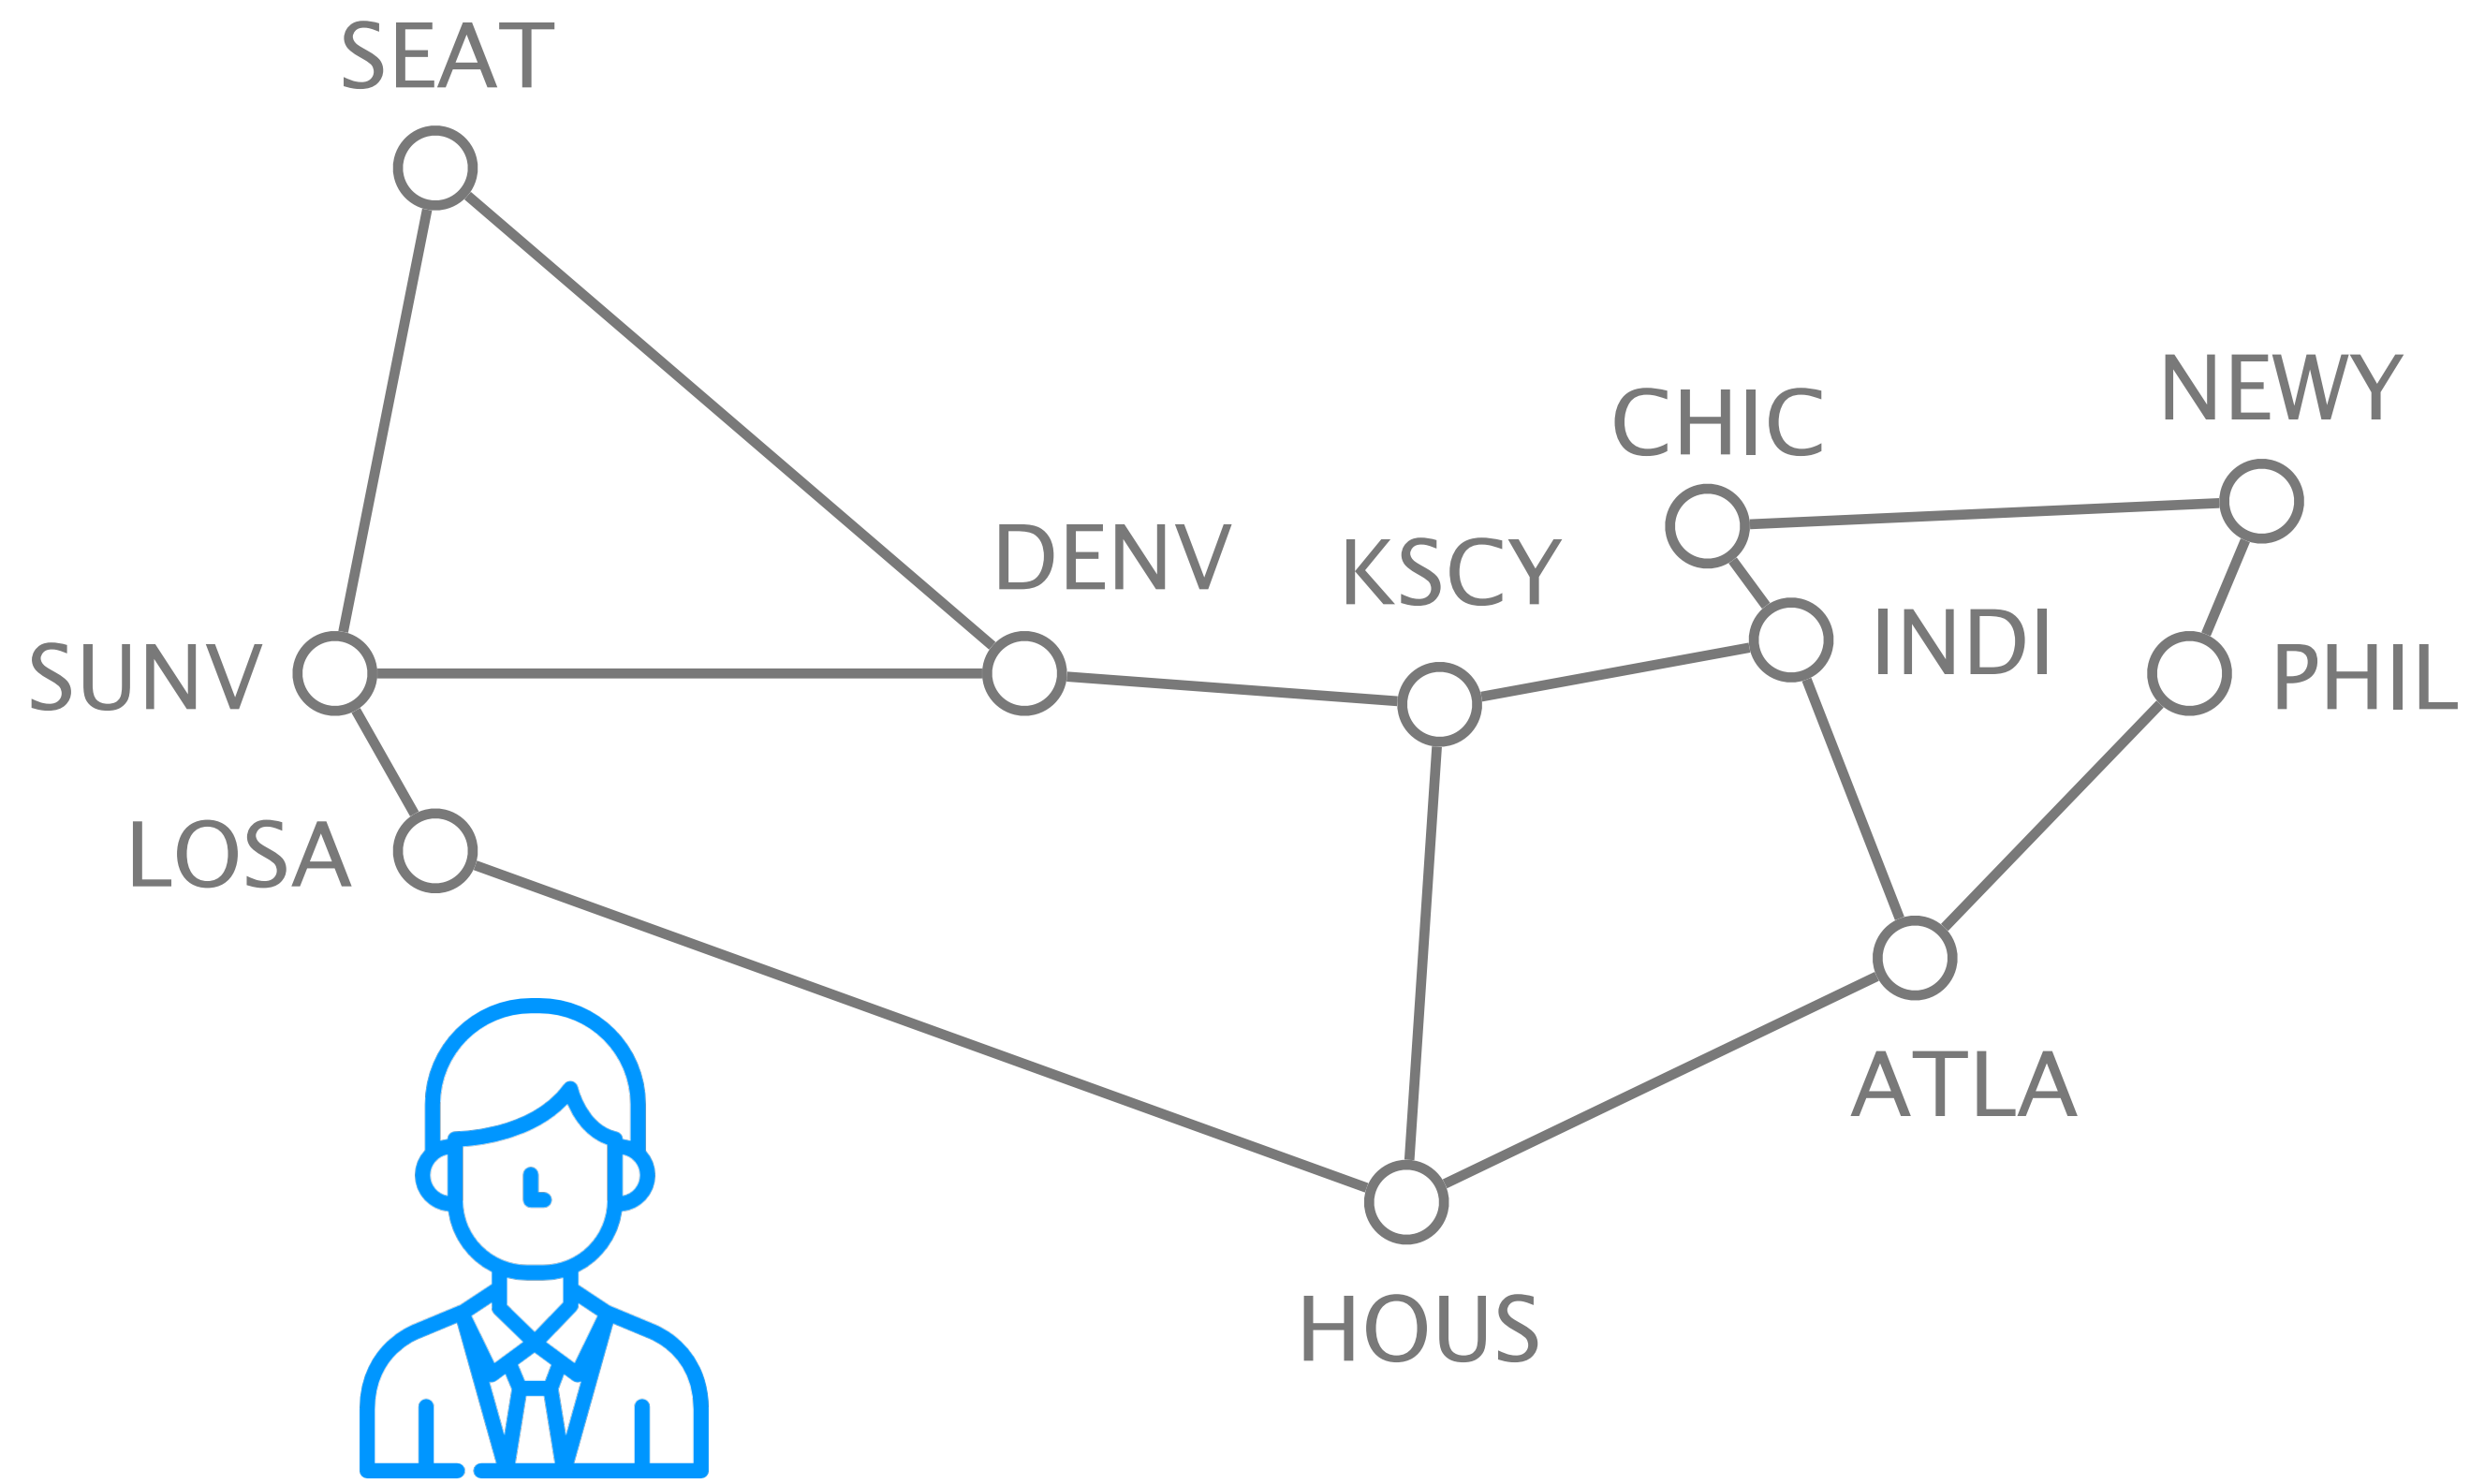 SEAT
NEWY
CHIC
DENV
KSCY
INDI
SUNV
PHIL
LOSA
ATLA
HOUS